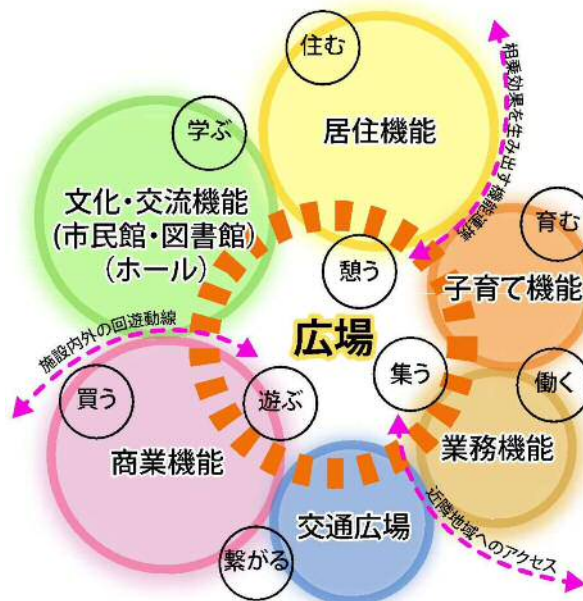 住む
居住機能
相乗効果を生み出す機能連携
学ぶ
文化・交流機能
(市民館・図書館)
(ホール)
育む
子育て機能
憩う
広場
集う
遊ぶ
施設内外の回遊動線
買う
商業機能
働く
業務機能
交通広場
繋がる
近隣地域へのアクセス